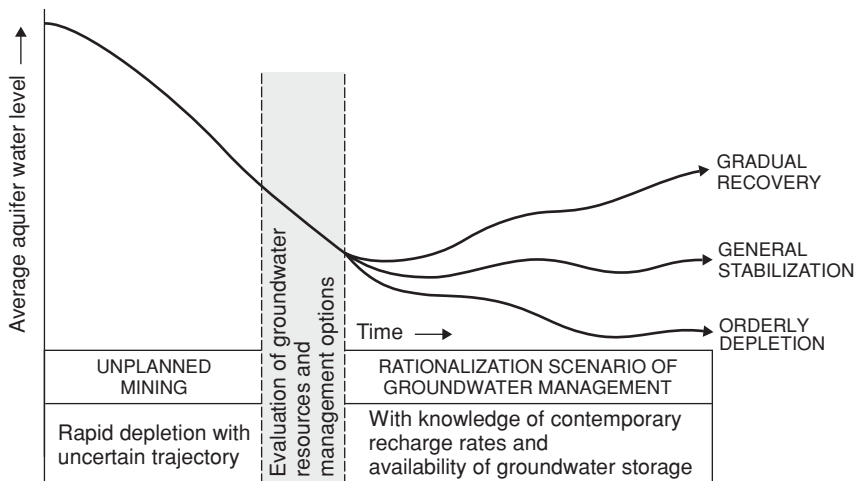 Average aquifer water level
GRADUAL
RECOVERY
GENERAL
STABILIZATION
ORDERLY
DEPLETION
Time
Evaluation of groundwater
resources and
management options
UNPLANNED
MINING
RATIONALIZATION SCENARIO OF
GROUNDWATER MANAGEMENT
Rapid depletion with
uncertain trajectory
With knowledge of contemporary
recharge rates and
availability of groundwater storage